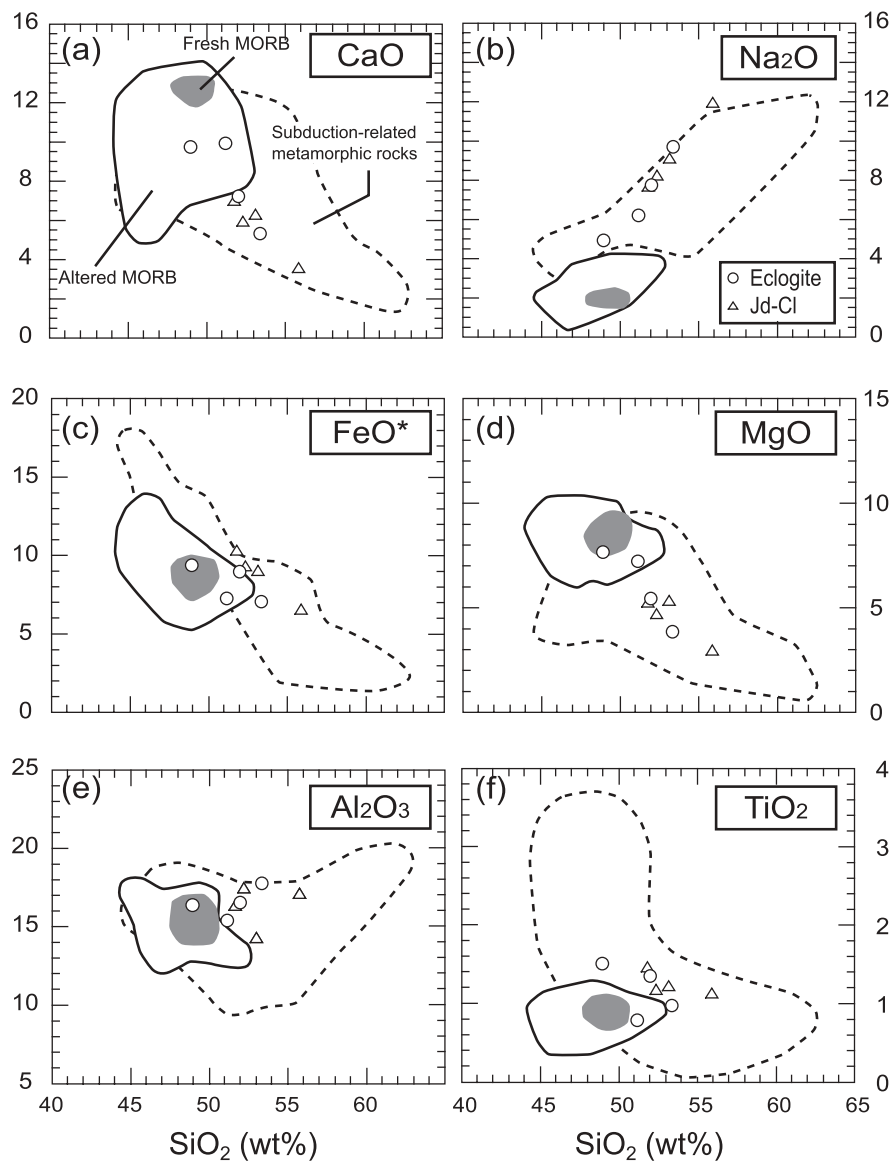 (a)
Fresh MORB
CaO
Subduction-related
metamorphic rocks
Altered MORB
16
12
8
4
0
(b)
Na₂O
○ Eclogite
△ Jd-Cl
16
12
8
4
0
(c)
FeO*
20
15
10
5
0
(d)
MgO
15
10
5
0
(e)
Al₂O₃
25
20
15
10
5
40 45 50 55 60
SiO₂ (wt%)
(f)
TiO₂
4
3
2
1
0
40 45 50 55 60 65
SiO₂ (wt%)